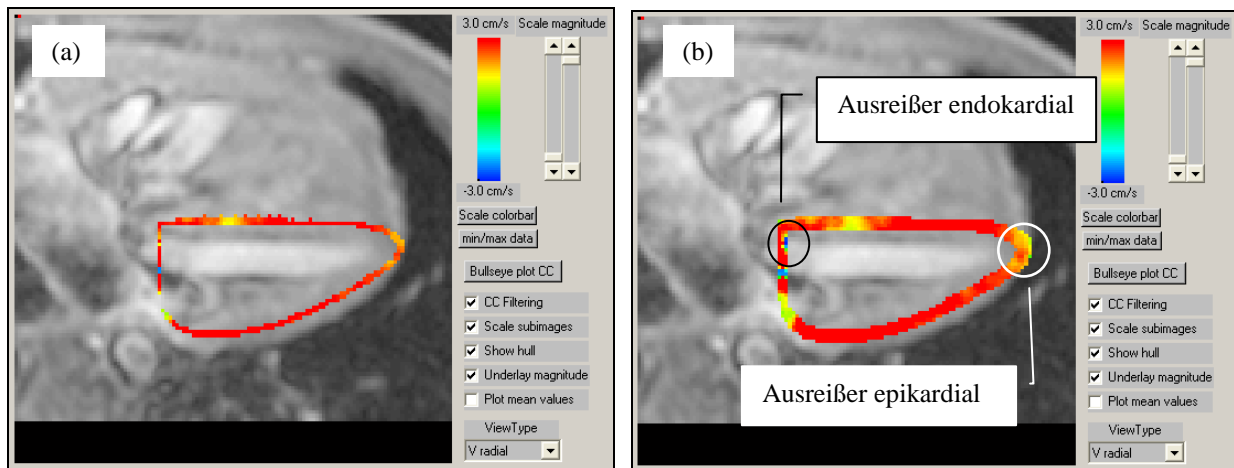 (a)
3.0 cm/s
Scale magnitude
-3.0 cm/s
Scale colorbar
min/max data
Bullseye plot CC
CC Filtering
Scale subimages
Show hull
Underlay magnitude
Plot mean values
ViewType
V radial
(b)
Ausreißer endokardial
Ausreißer epikardial
3.0 cm/s
Scale magnitude
-3.0 cm/s
Scale colorbar
min/max data
Bullseye plot CC
CC Filtering
Scale subimages
Show hull
Underlay magnitude
Plot mean values
ViewType
V radial